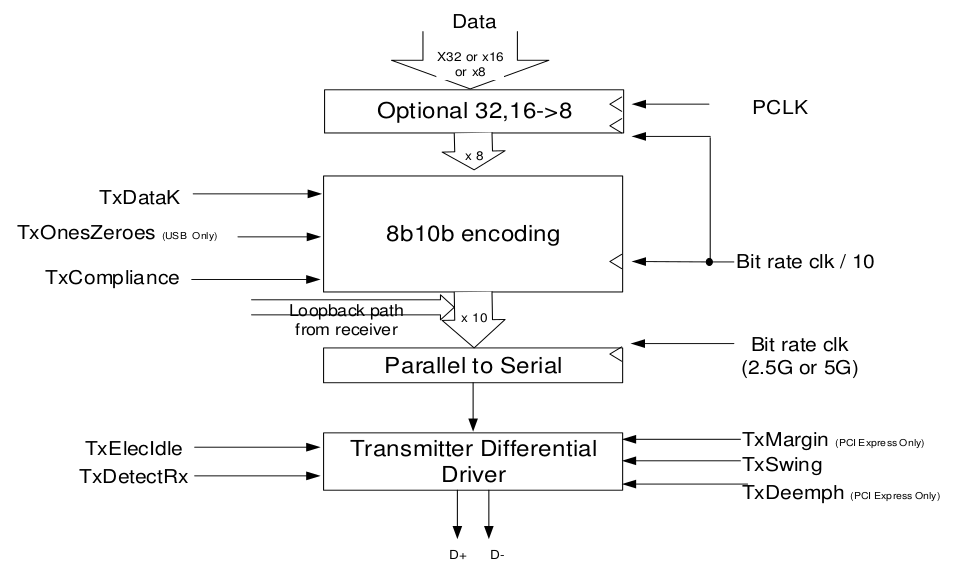 Data
X32 or x16
or x8
Optional 32,16->8
PCLK
x 8
TxDataK
TxOnesZeroes (USB Only)
8b10b encoding
TxCompliance
Bit rate clk / 10
Loopback path
from receiver
x 10
Bit rate clk
(2.5G or 5G)
Parallel to Serial
TxElecIdle
TxDetectRx
Transmitter Differential
Driver
TxMargin (PCI Express Only)
TxSwing
TxDeemph (PCI Express Only)
D+ D-